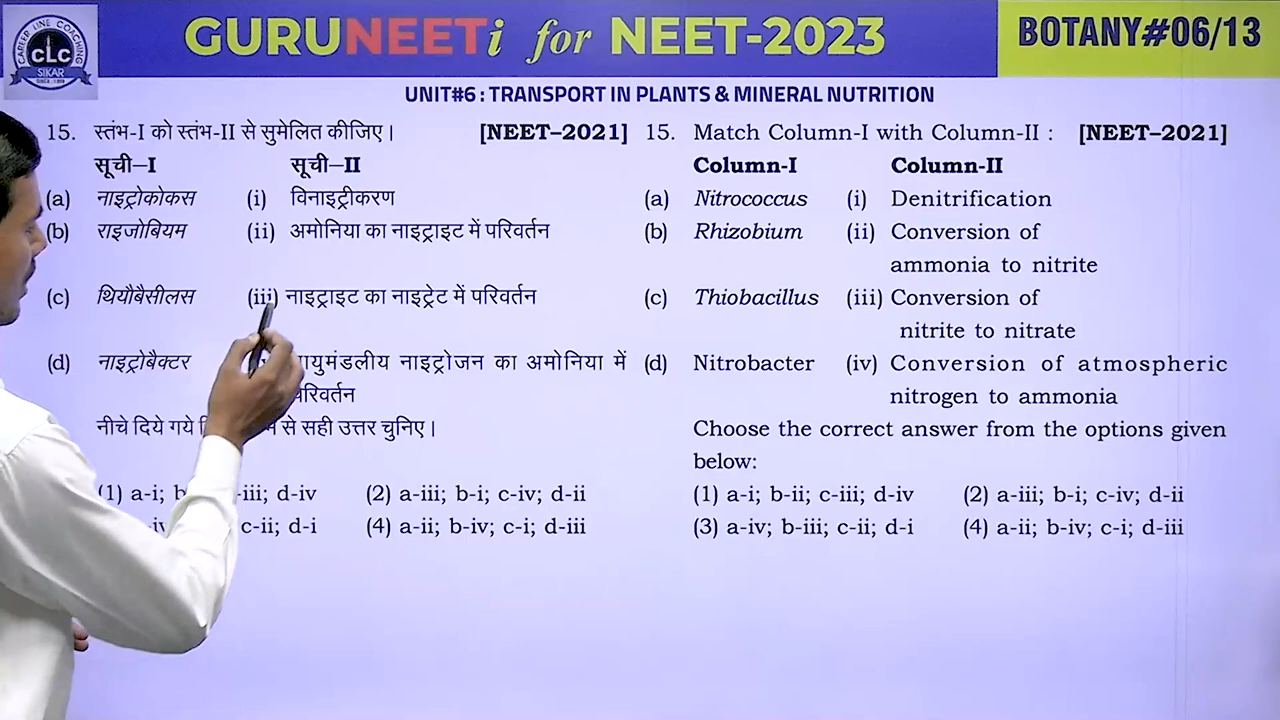 CAREER LINE COACHING
CLC
SIKAR
GURUNEETi for NEET-2023
BOTANY#06/13
UNIT#6 : TRANSPORT IN PLANTS & MINERAL NUTRITION
15. स्तंभ-I को स्तंभ-II से सुमेलित कीजिए। [NEET–2021]
सूची–I सूची–II
(a) नाइट्रोकोकस (i) विनाइट्रीकरण
(b) राइजोबियम (ii) अमोनिया का नाइट्राइट में परिवर्तन
(c) थियौबैसीलस (iii) नाइट्राइट का नाइट्रेट में परिवर्तन
(d) नाइट्रोबैक्टर नाइट्रोजन का अमोनिया में
नीचे दिये गये से सही उत्तर चुनिए।
(1) a-i; d-iv (2) a-iii; b-i; c-iv; d-ii
c-ii; d-i (4) a-ii; b-iv; c-i; d-iii
15. Match Column-I with Column-II : [NEET–2021]
Column-I Column-II
(a) Nitrococcus (i) Denitrification
(b) Rhizobium (ii) Conversion of
ammonia to nitrite
(c) Thiobacillus (iii) Conversion of
nitrite to nitrate
(d) Nitrobacter (iv) Conversion of atmospheric
nitrogen to ammonia
Choose the correct answer from the options given
below:
(1) a-i; b-ii; c-iii; d-iv (2) a-iii; b-i; c-iv; d-ii
(3) a-iv; b-iii; c-ii; d-i (4) a-ii; b-iv; c-i; d-iii